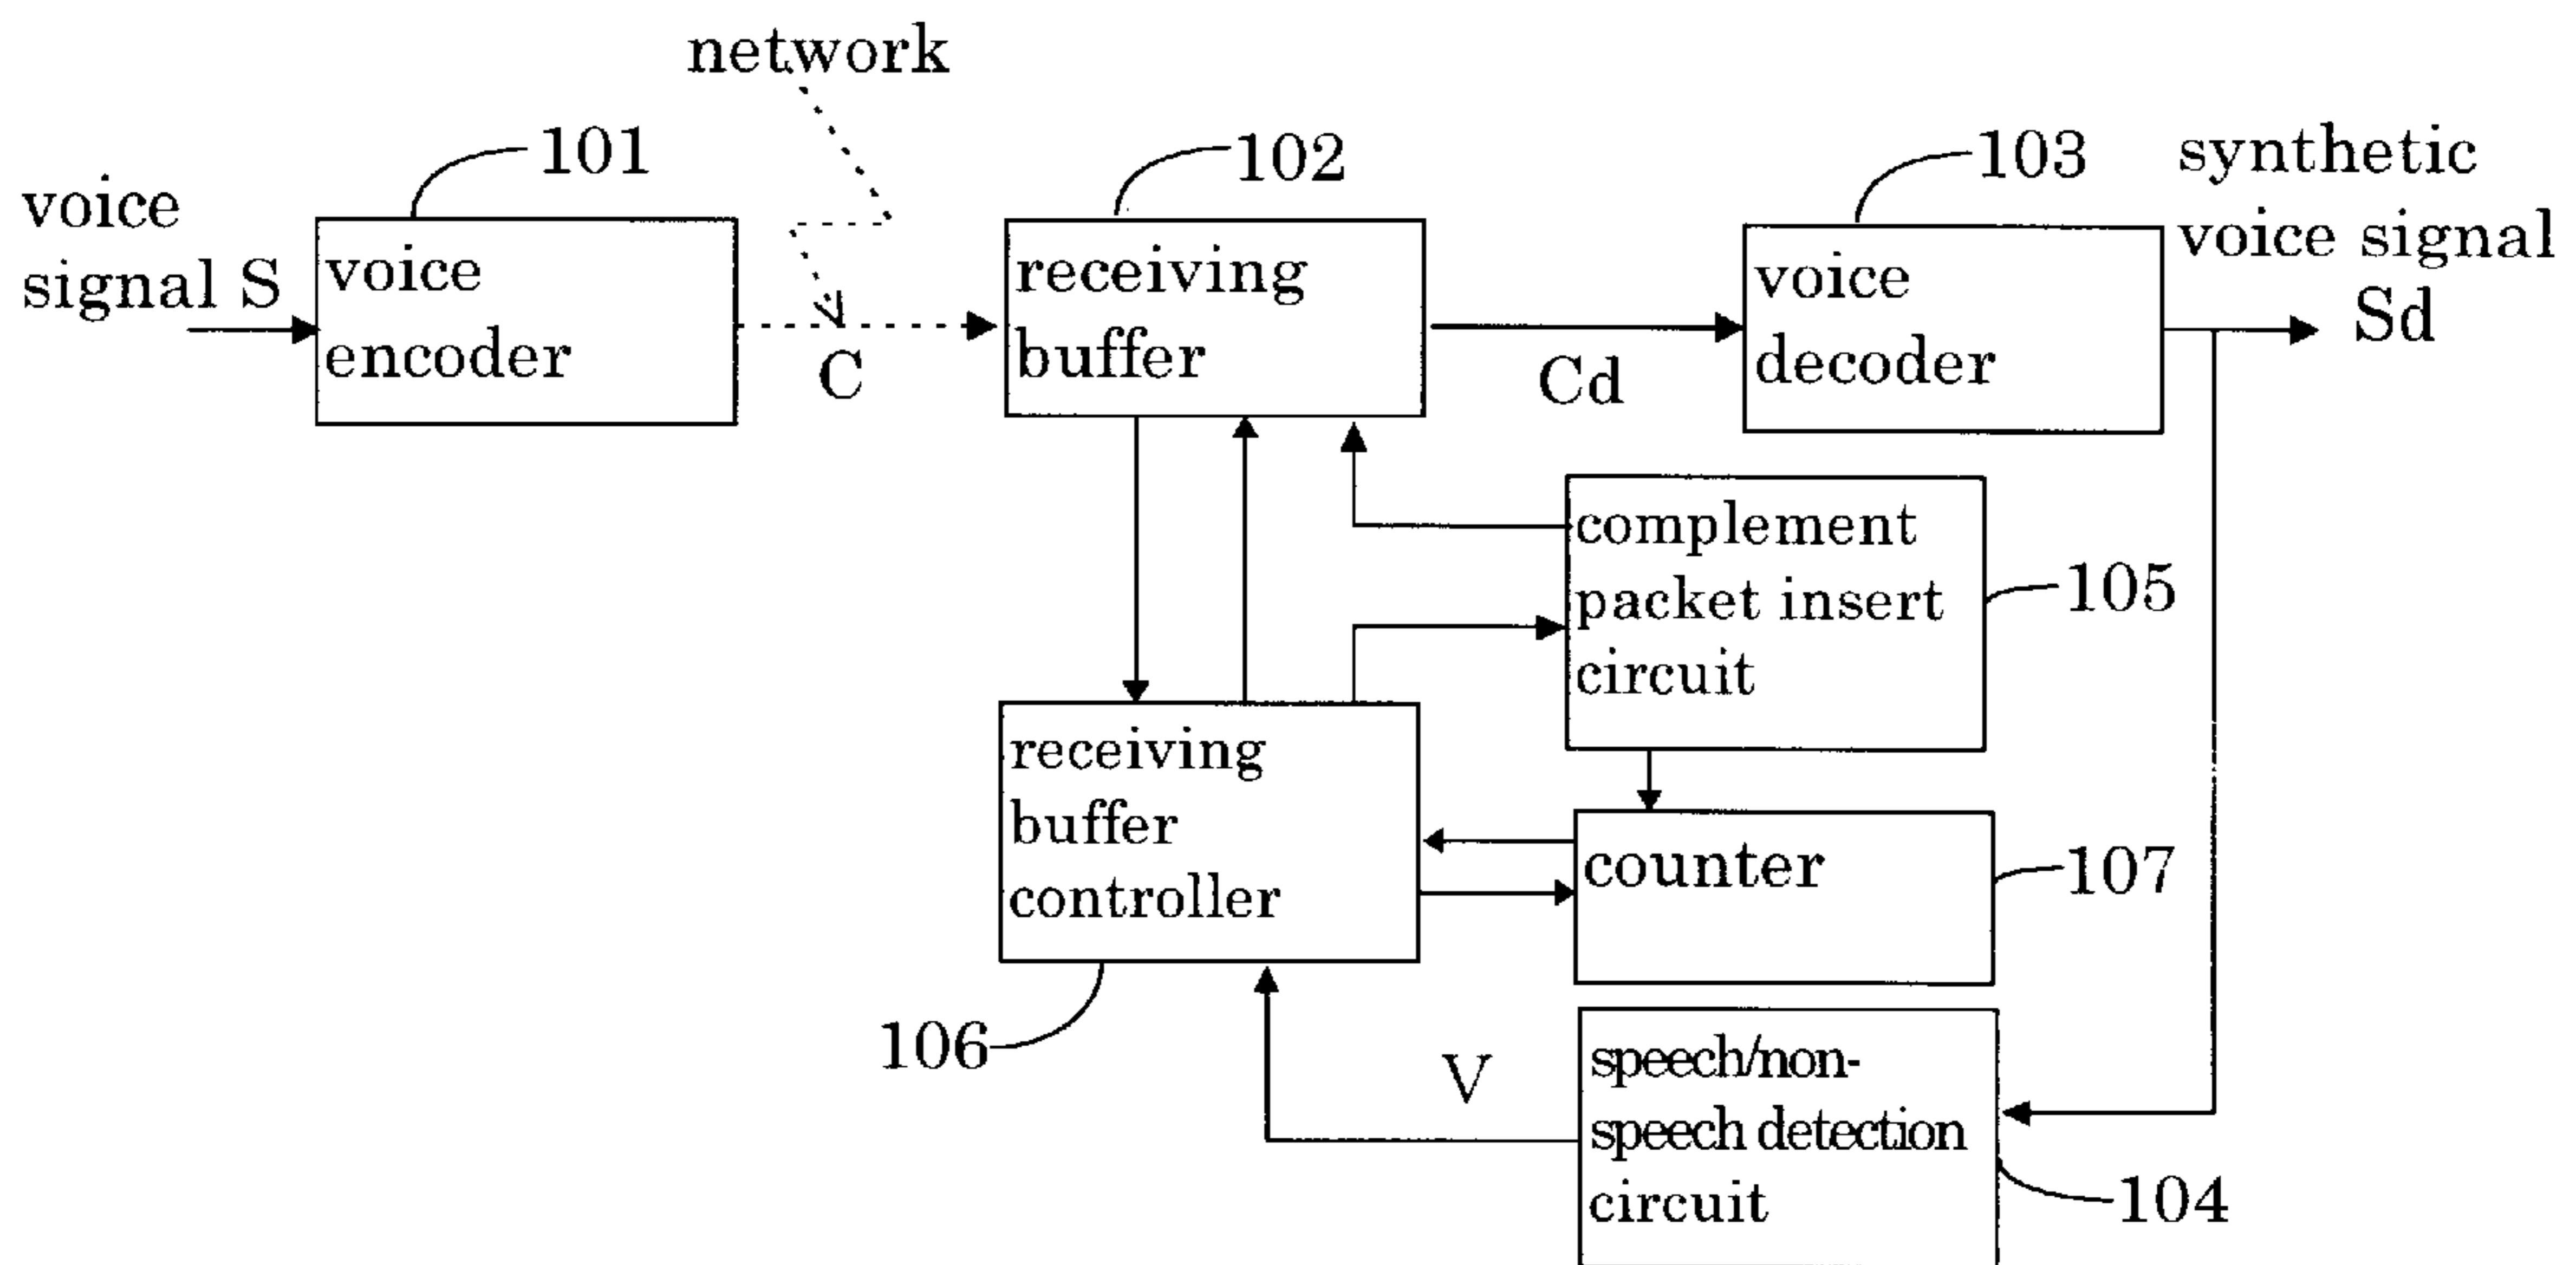 network
101
102
103
synthetic
voice signal
Sd
voice
signal S
voice
encoder
C
receiving
buffer
Cd
voice
decoder
complement
packet insert
circuit
105
receiving
buffer
controller
106
counter
107
V
speech/non-
speech detection
circuit
104